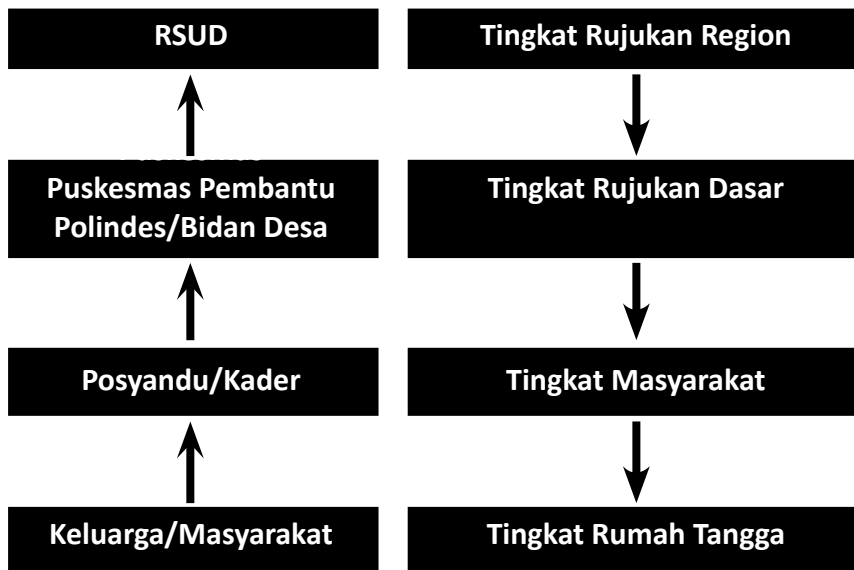 RSUD
Tingkat Rujukan Region
Puskesmas Pembantu
Polindes/Bidan Desa
Tingkat Rujukan Dasar
Posyandu/Kader
Tingkat Masyarakat
Keluarga/Masyarakat
Tingkat Rumah Tangga